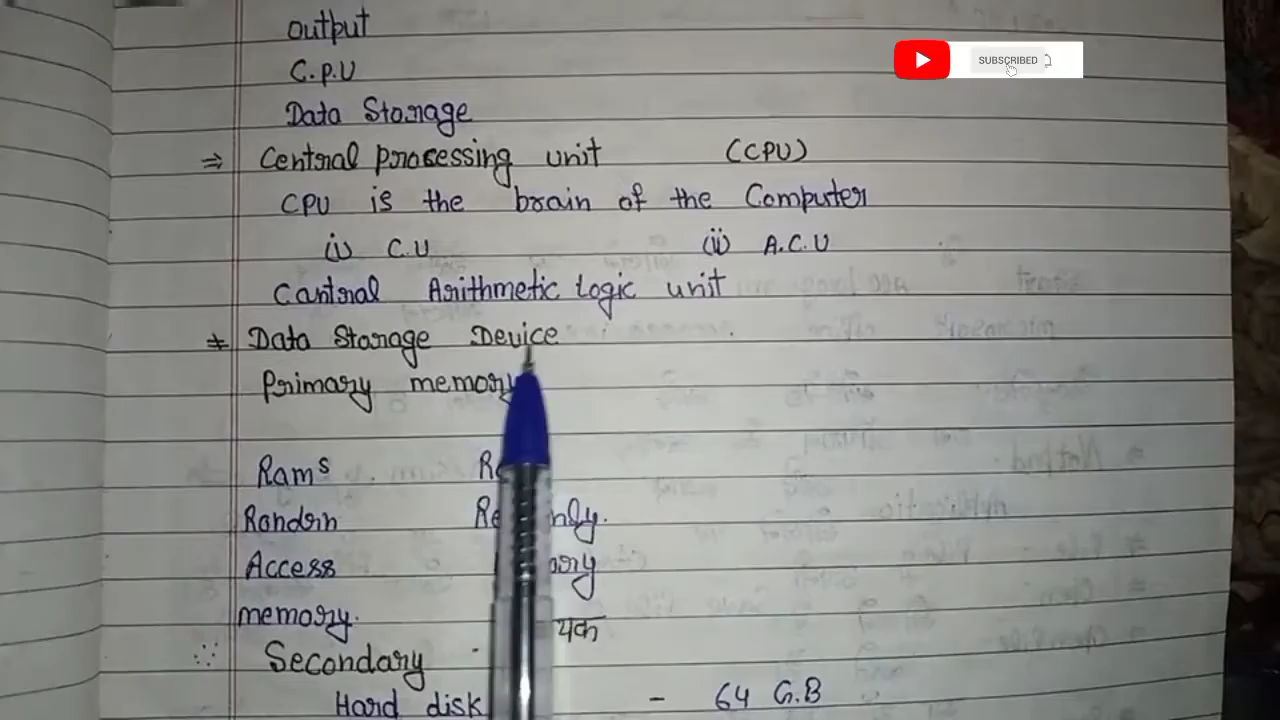 output
C.P.U
Data Storage
SUBSCRIBED
⇒ Central processing unit (CPU)
CPU is the brain of the Computer
(i) C.U (ii) A.C.U
Cantral Arithmetic Logic unit
Data Storage Device
Primary memory
Rams
Access
memory.
यक
Secondary
Hard disk - 64 G.B